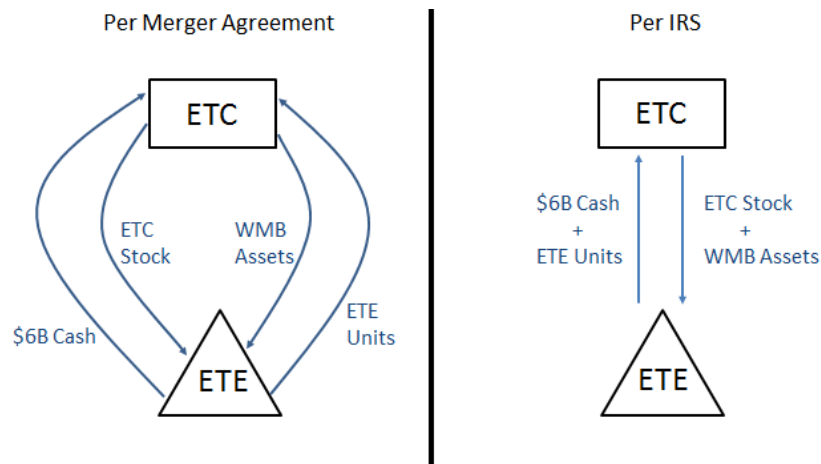 Per Merger Agreement
ETC
ETC
Stock
WMB
Assets
$6B Cash
ETE
Units
ETE
Per IRS
ETC
$6B Cash
+
ETE Units
ETC Stock
+
WMB Assets
ETE